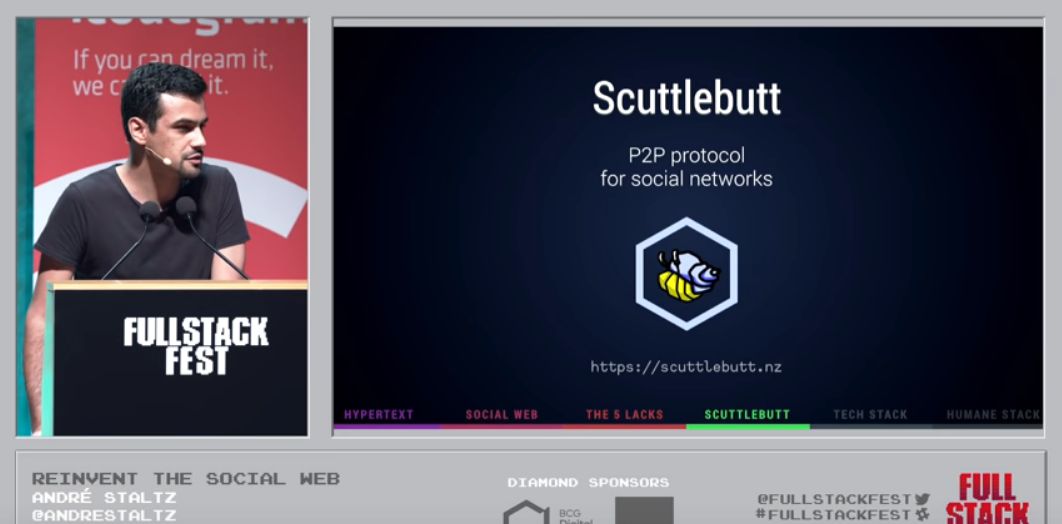 If you can dream it,
we c it.
FULLSTACK
FEST
Scuttlebutt
P2P protocol
for social networks
https://scuttlebutt.nz
HYPERTEXT SOCIAL WEB THE 5 LACKS SCUTTLEBUTT TECH STACK HUMANE STACK
REINVENT THE SOCIAL WEB
ANDRÉ STALTZ
@ANDRESTALTZ
DIAMOND SPONSORS
BCG
Digital
@FULLSTACKFEST
#FULLSTACKFEST
FULL
STACK